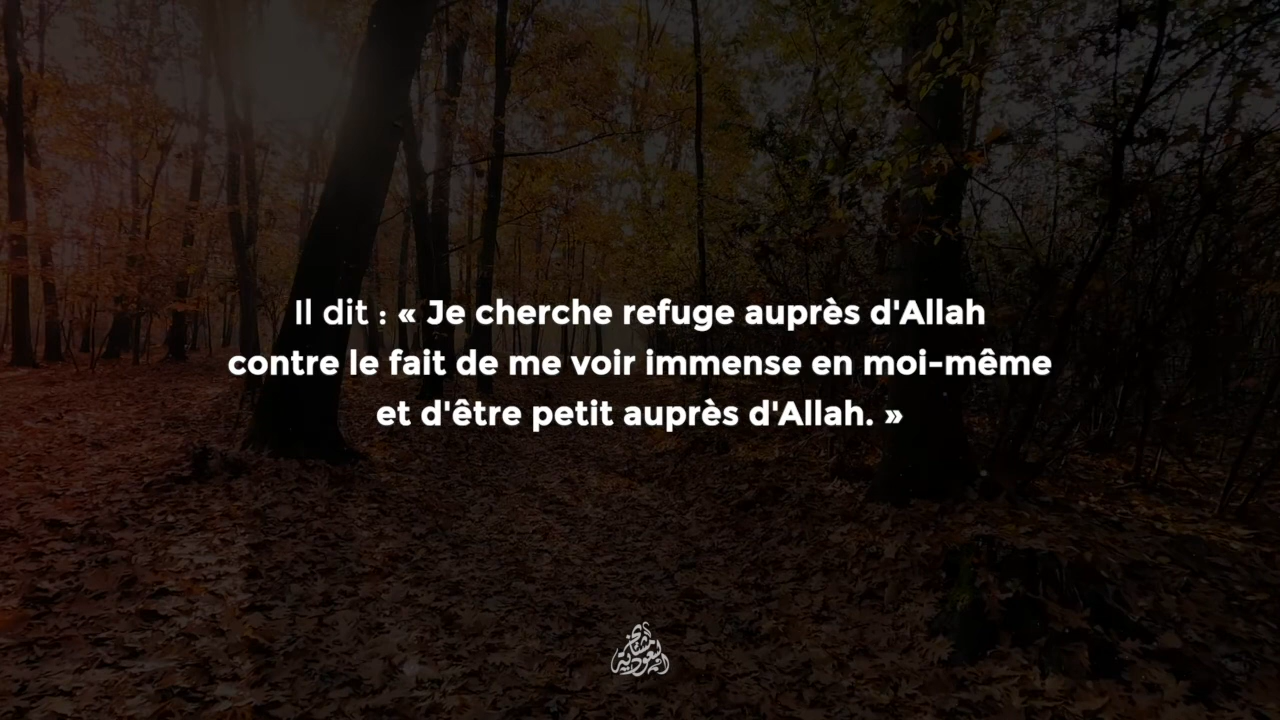 Il dit : « Je cherche refuge auprès d'Allah
contre le fait de me voir immense en moi-même
et d'être petit auprès d'Allah. »